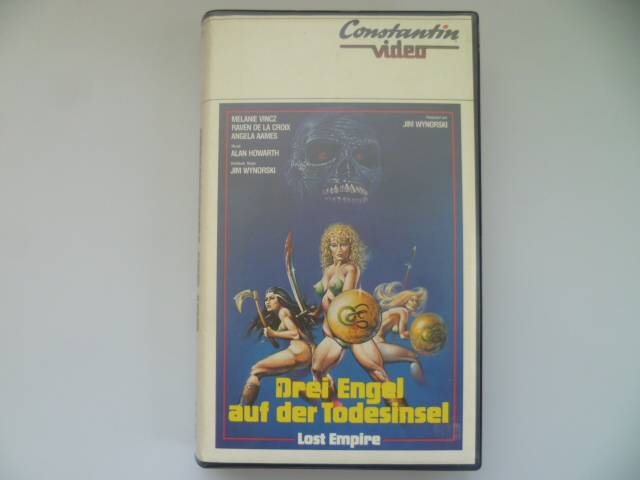 Constantin
video
MELANIE VINCZ
RAVEN DE LA CROIX
ANGELA AAMES
ALAN HOWARTH
JIM WYNORSKI
JIM WYNORSKI
Drei Engel
auf der Todesinsel
Lost Empire